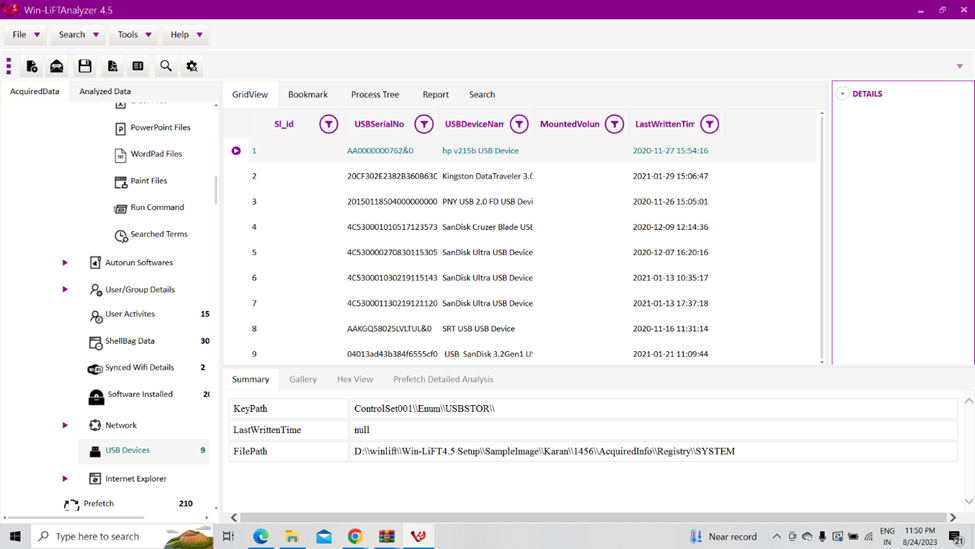 Win-LiFTAnalyzer 4.5
File Search Tools Help
AcquiredData Analyzed Data
PowerPoint Files
WordPad Files
Paint Files
Run Command
Searched Terms
Autorun Softwares
User/Group Details
User Activites 15
ShellBag Data 30
Synced Wifi Details 2
Software Installed
Network
USB Devices 9
Internet Explorer
Prefetch 210
GridView Bookmark Process Tree Report Search
Sl_id USBSerialNo USBDeviceNam MountedVolun LastWrittenTim
1 AA0000000762&0 hp v215b USB Device 2020-11-27 15:54:16
2 20CF302E2382B360B63C Kingston DataTraveler 3.0 2021-01-29 15:06:47
3 20150118504000000000 PNY USB 2.0 FD USB Devi 2020-11-26 15:05:01
4 4C530001010517123573 SanDisk Cruzer Blade USB 2020-12-09 12:14:36
5 4C530000270830115305 SanDisk Ultra USB Device 2020-12-07 16:20:16
6 4C530001030219115143 SanDisk Ultra USB Device 2021-01-13 10:35:17
7 4C530001130219121120 SanDisk Ultra USB Device 2021-01-13 17:37:18
8 AAKGQ58025LVLTUL&0 SRT USB USB Device 2020-11-16 11:31:14
9 04013ad43b384f6555cf0 USB SanDisk 3.2Gen1 US 2021-01-21 11:09:44
DETAILS
Summary Gallery Hex View Prefetch Detailed Analysis
KeyPath ControlSet001\\Enum\\USBSTOR\\
LastWrittenTime null
FilePath D:\\winlift\\Win-LiFT4.5 Setup\\SampleImage\\Karan\\1456\\AcquiredInfo\\Registry\\SYSTEM
Type here to search
Near record
ENG
IN
11:50 PM
8/24/2023
21